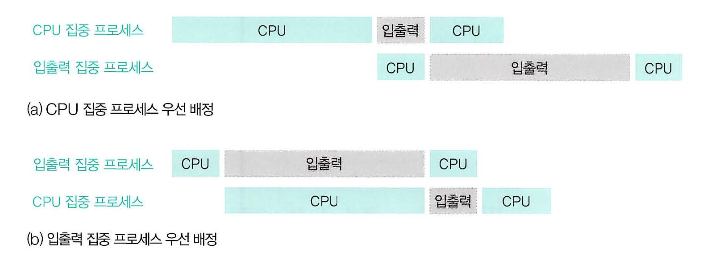 CPU 집중 프로세스 CPU 입출력 CPU
입출력 집중 프로세스 CPU 입출력 CPU
(a) CPU 집중 프로세스 우선 배정
입출력 집중 프로세스 CPU 입출력 CPU
CPU 집중 프로세스 CPU 입출력 CPU
(b) 입출력 집중 프로세스 우선 배정